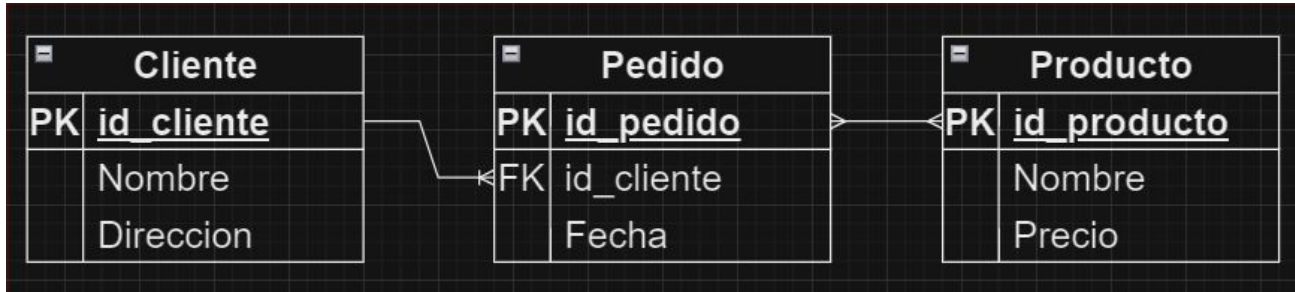 Cliente
PK id_cliente
Nombre
Direccion
Pedido
PK id_pedido
FK id_cliente
Fecha
Producto
PK id_producto
Nombre
Precio